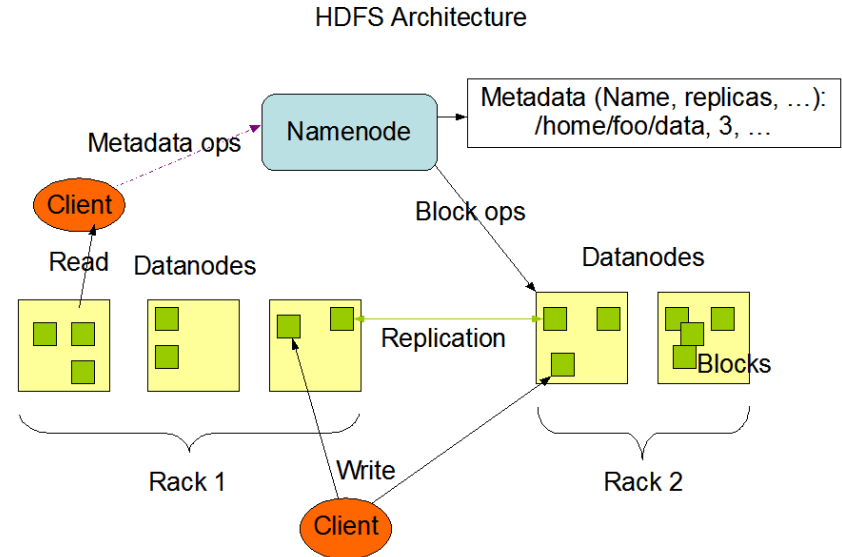 HDFS Architecture
Metadata (Name, replicas, …):
/home/foo/data, 3, …
Namenode
Metadata ops
Client
Block ops
Read
Datanodes
Datanodes
Replication
Blocks
Rack 1
Write
Rack 2
Client